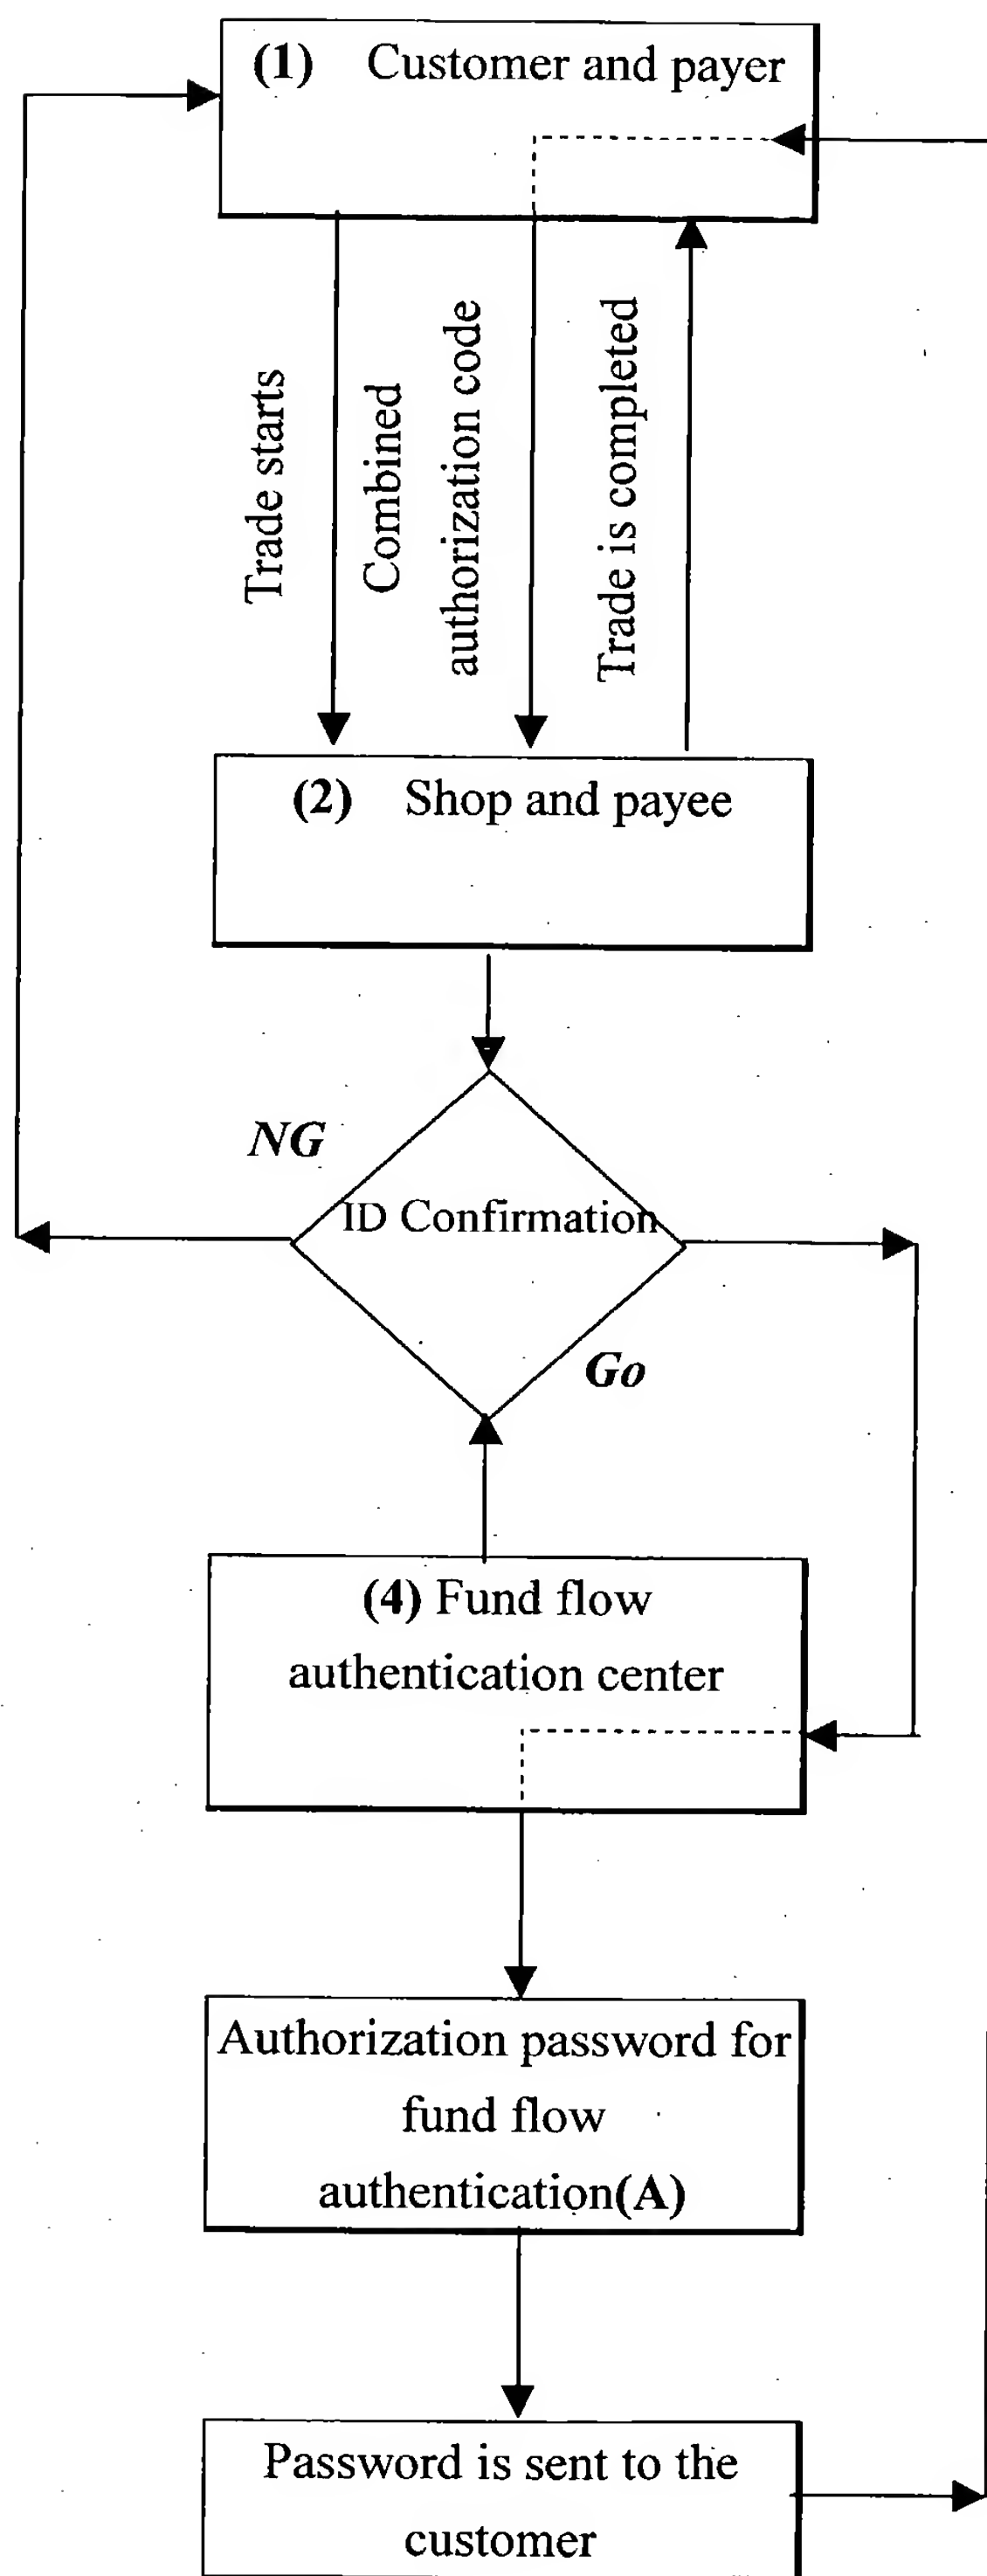 (1) Customer and payer
Trade starts
Combined
authorization code
Trade is completed
(2) Shop and payee
NG
ID Confirmation
Go
(4) Fund flow
authentication center
Authorization password for
fund flow
authentication(A)
Password is sent to the
customer